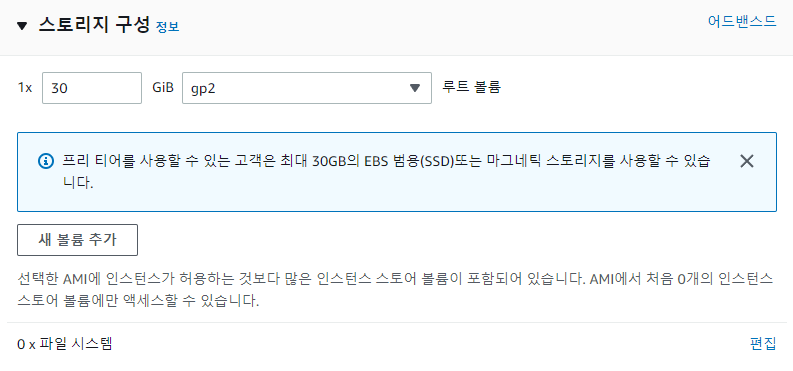 스토리지 구성 정보
어드밴스드
1x 30 GiB gp2 루트 볼륨
프리 티어를 사용할 수 있는 고객은 최대 30GB의 EBS 범용(SSD)또는 마그네틱 스토리지를 사용할 수 있습
니다.
새 볼륨 추가
선택한 AMI에 인스턴스가 허용하는 것보다 많은 인스턴스 스토어 볼륨이 포함되어 있습니다. AMI에서 처음 0개의 인스턴스
스토어 볼륨에만 액세스할 수 있습니다.
0 x 파일 시스템
편집